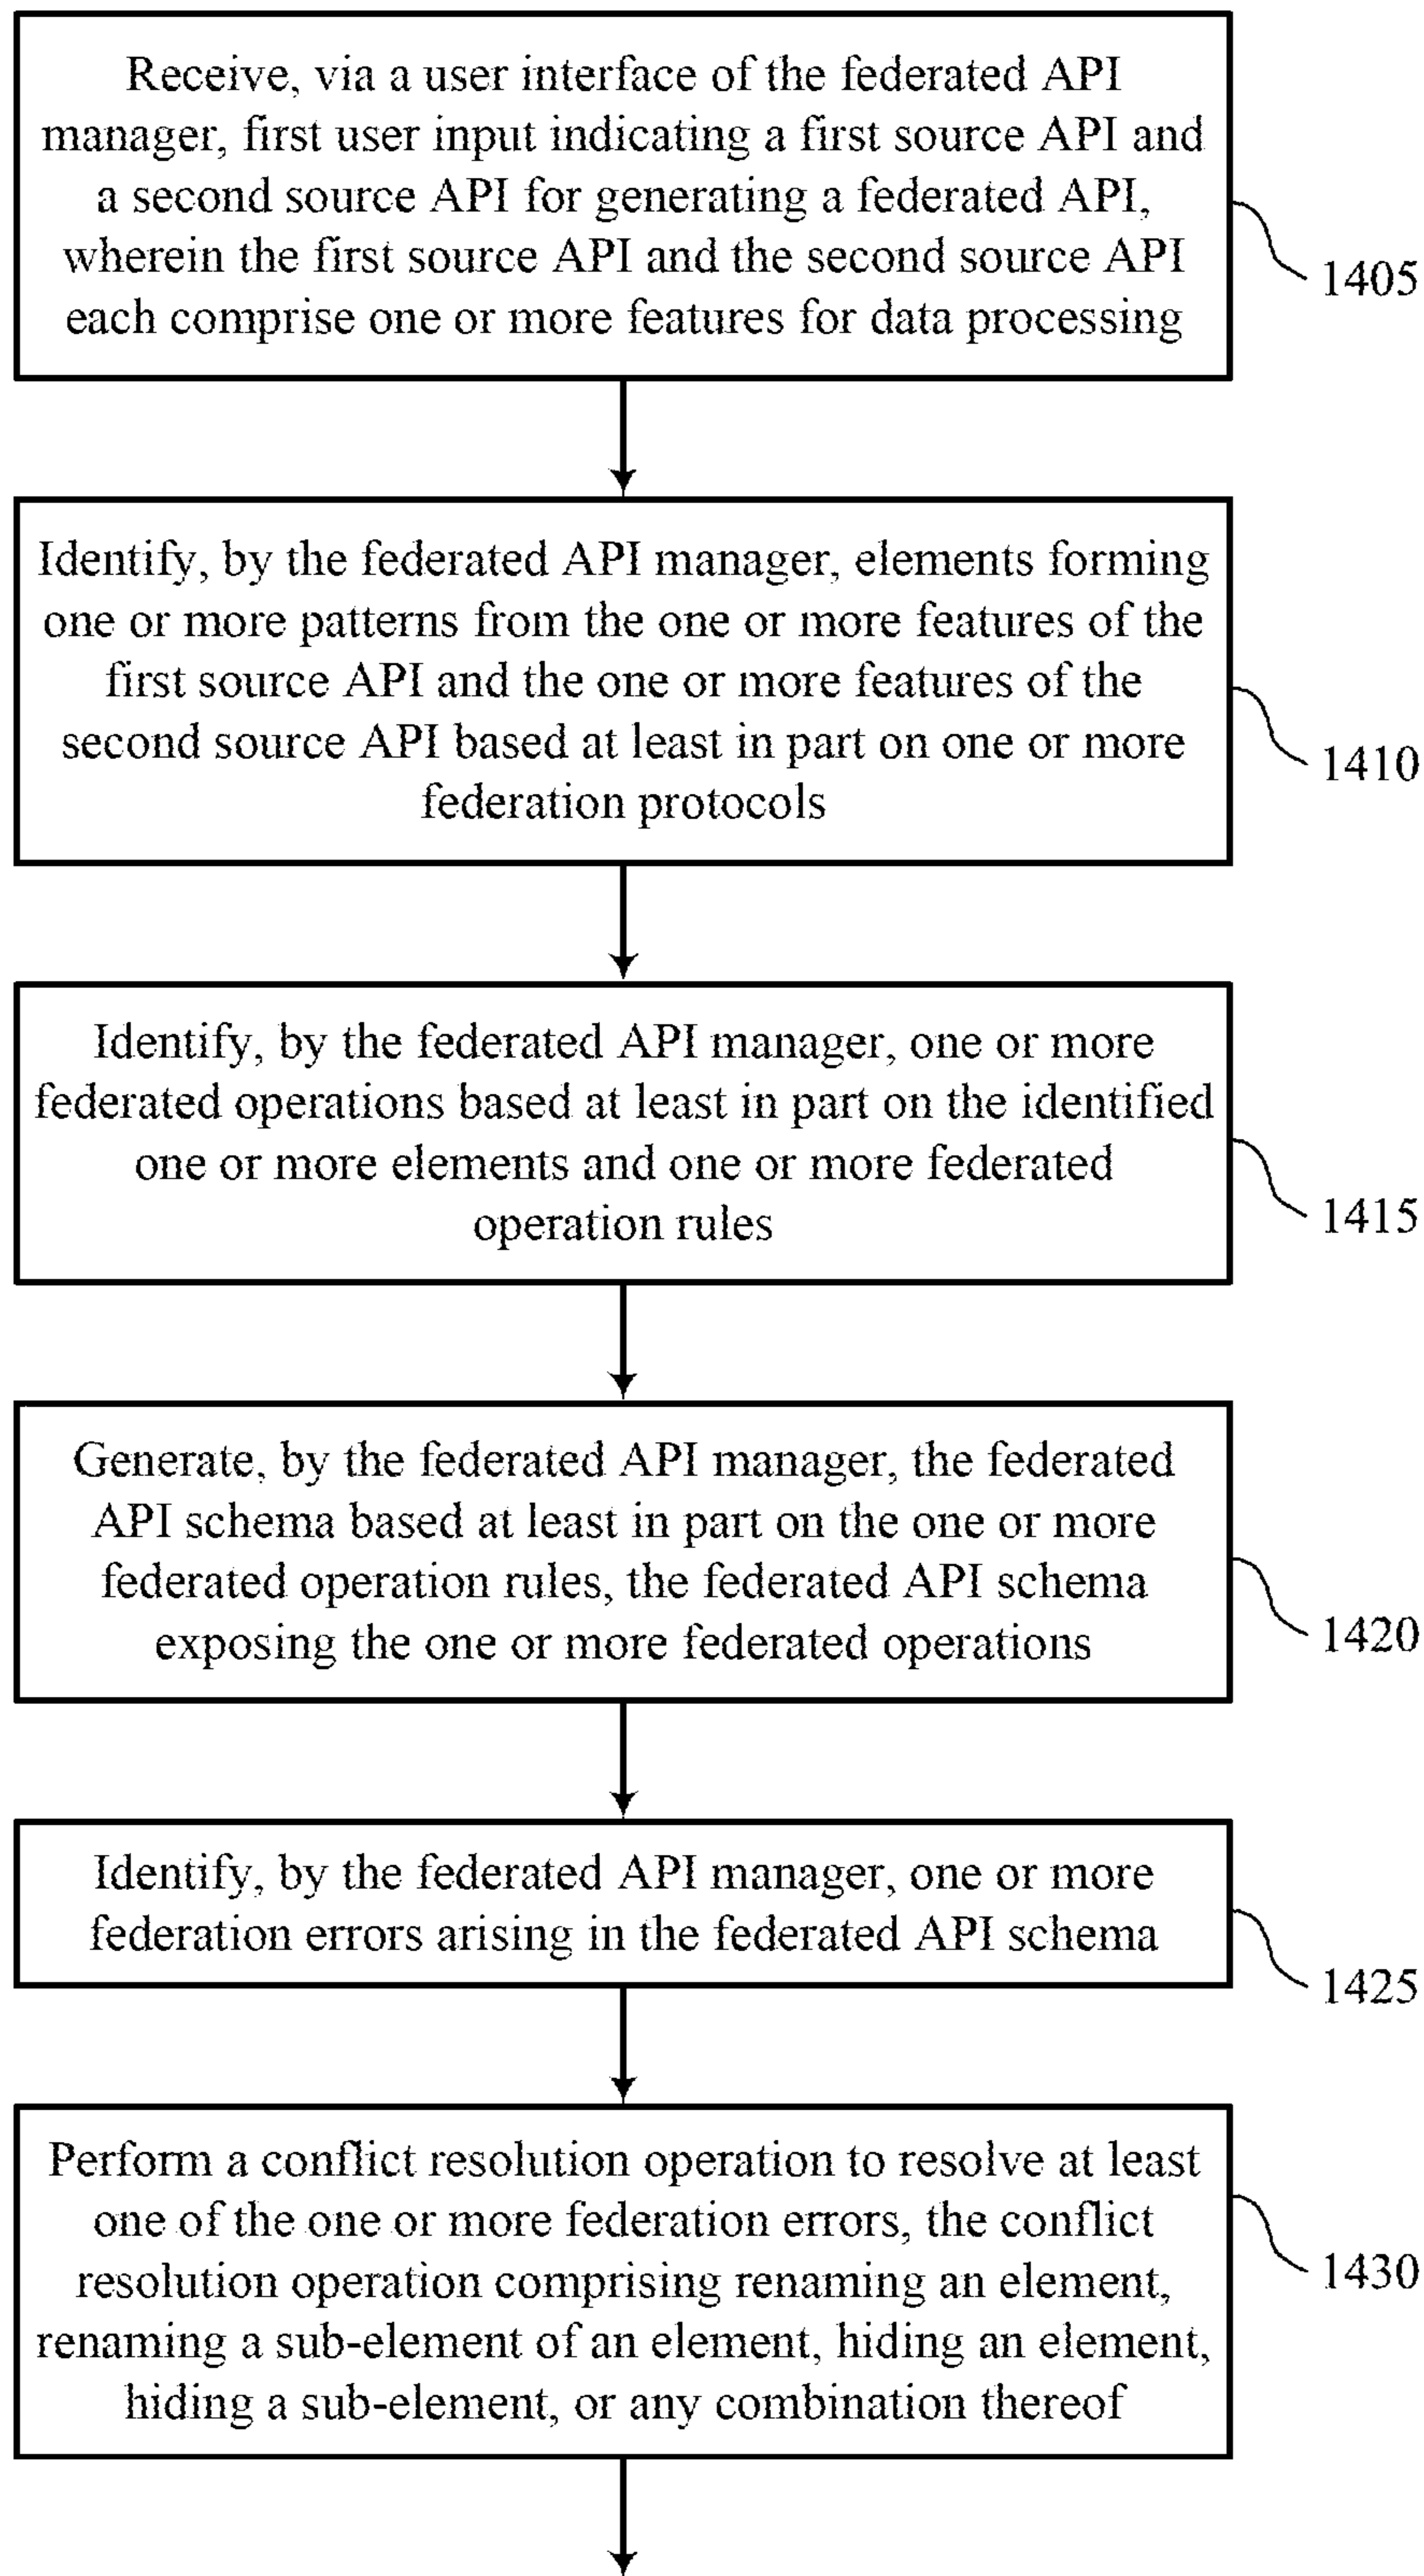 Receive, via a user interface of the federated API
manager, first user input indicating a first source API and
a second source API for generating a federated API,
wherein the first source API and the second source API
each comprise one or more features for data processing
1405
Identify, by the federated API manager, elements forming
one or more patterns from the one or more features of the
first source API and the one or more features of the
second source API based at least in part on one or more
federation protocols
1410
Identify, by the federated API manager, one or more
federated operations based at least in part on the identified
one or more elements and one or more federated
operation rules
1415
Generate, by the federated API manager, the federated
API schema based at least in part on the one or more
federated operation rules, the federated API schema
exposing the one or more federated operations
1420
Identify, by the federated API manager, one or more
federation errors arising in the federated API schema
1425
Perform a conflict resolution operation to resolve at least
one of the one or more federation errors, the conflict
resolution operation comprising renaming an element,
renaming a sub-element of an element, hiding an element,
hiding a sub-element, or any combination thereof
1430